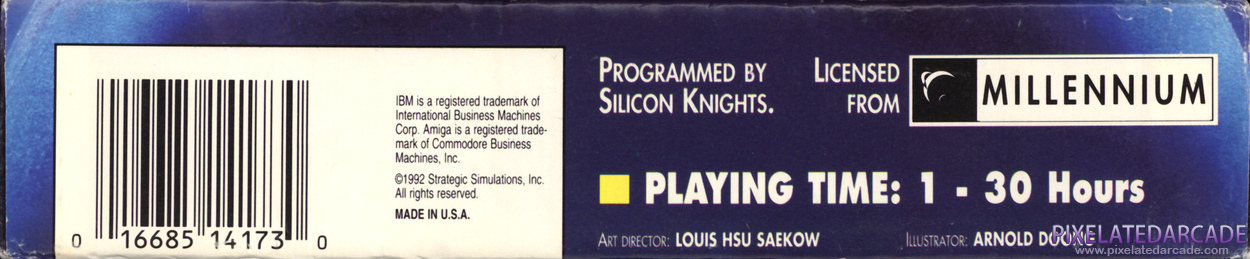 0 16685 14173 0
IBM is a registered trademark of
International Business Machines
Corp. Amiga is a registered trade-
mark of Commodore Business
Machines, Inc.
©1992 Strategic Simulations, Inc.
All rights reserved.
MADE IN U.S.A.
PROGRAMMED BY
SILICON KNIGHTS.
LICENSED
FROM
MILLENNIUM
PLAYING TIME: 1 - 30 Hours
ART DIRECTOR: LOUIS HSU SAEKOW
ILLUSTRATOR: ARNOLD
PIXELATEDARCADE
www.pixelatedarcade.com